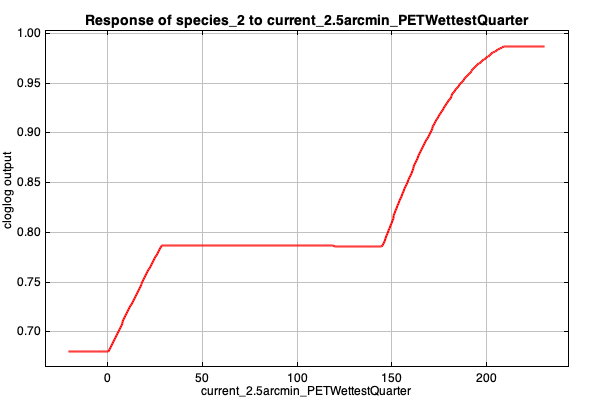 Response of species_2 to current_2.5arcmin_PETWettestQuarter
1.00
0.95
0.90
0.85
0.80
0.75
0.70
cloglog output
0 50 100 150 200
current_2.5arcmin_PETWettestQuarter